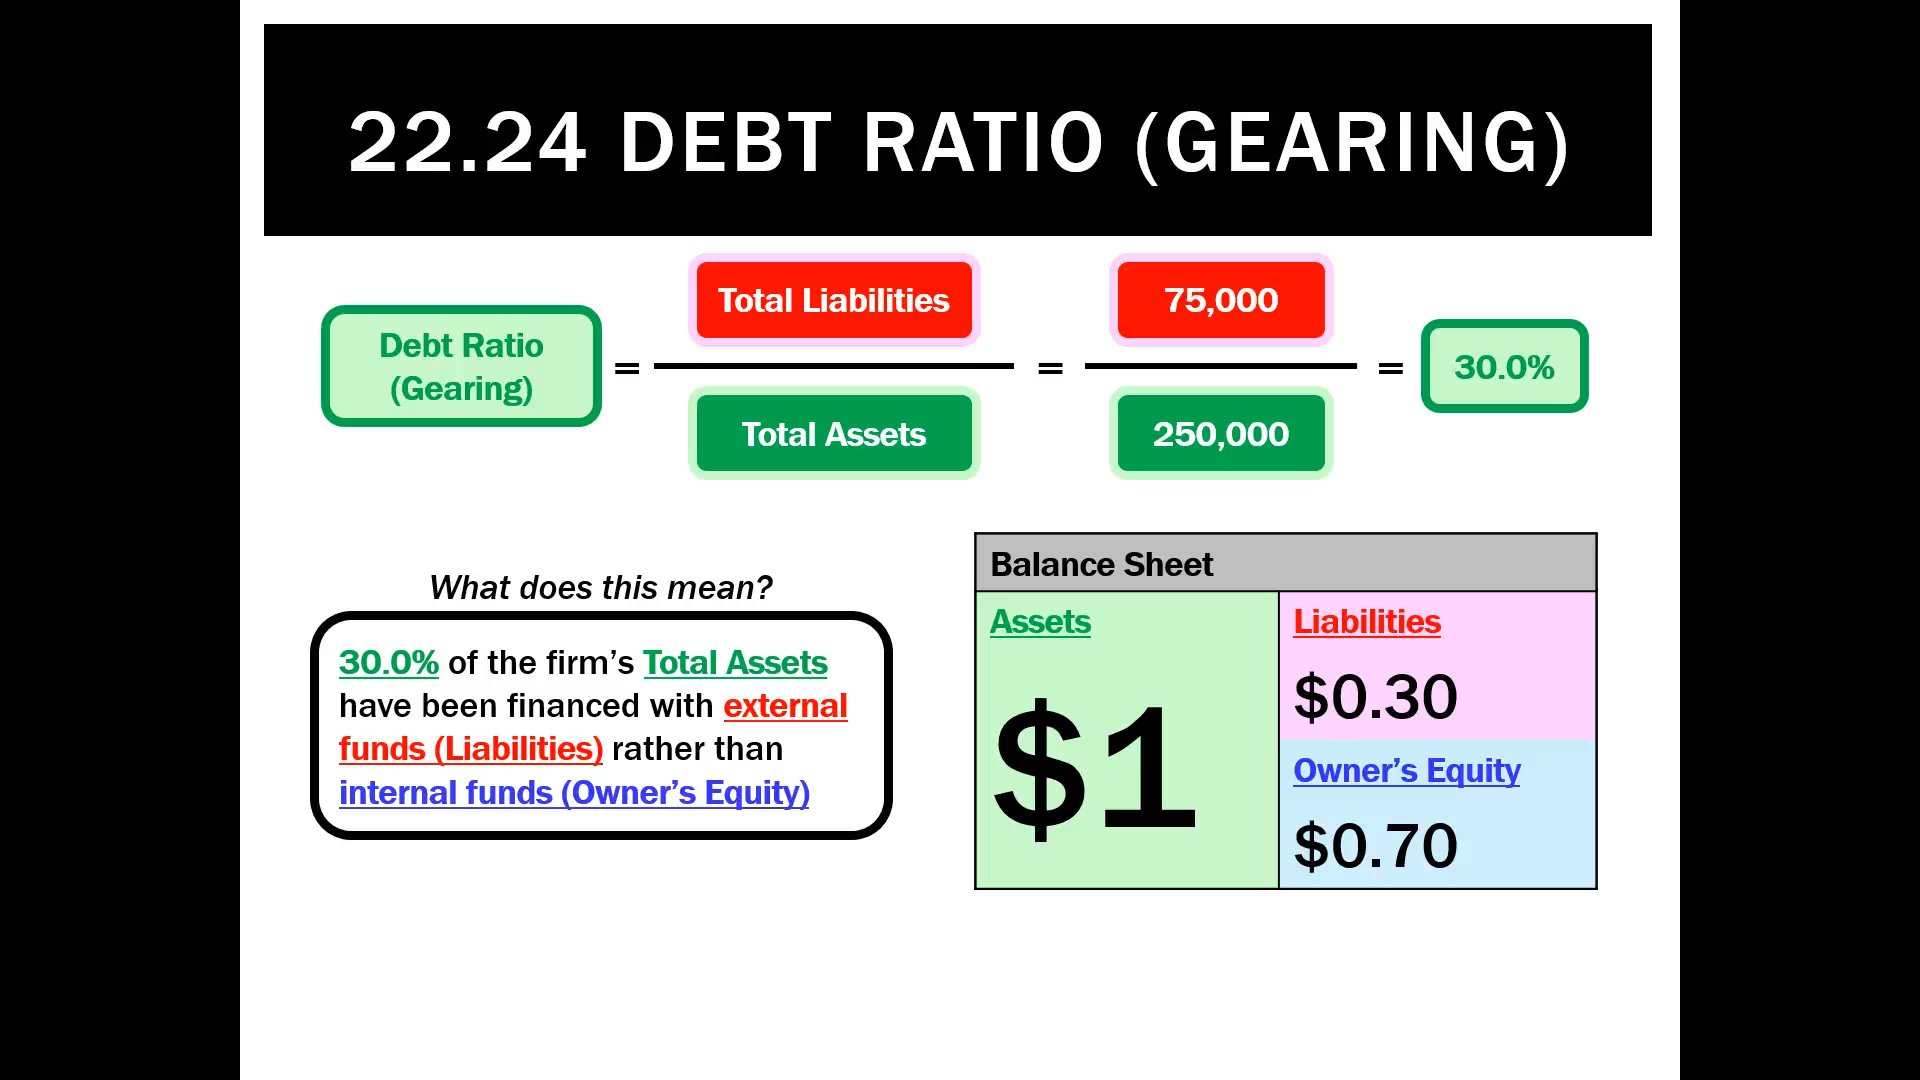 22.24 DEBT RATIO (GEARING)
Debt Ratio
(Gearing)
=
Total Liabilities
Total Assets
=
75,000
250,000
=
30.0%
What does this mean?
30.0% of the firm's Total Assets
have been financed with external
funds (Liabilities) rather than
internal funds (Owner's Equity)
Balance Sheet
Assets
$1
Liabilities
$0.30
Owner's Equity
$0.70